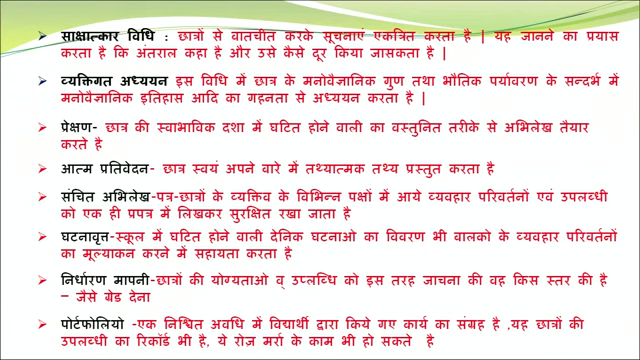 साक्षात्कार विधि : छात्रों से वातचींत करके सूचनाएं एकत्रित करता है | यह जानने का प्रयास
करता है कि अंतराल कहा है और उसे कैसे दूर किया जासकता है |
व्यक्तिगत अध्ययन इस विधि में छात्र के मनोवैज्ञानिक गुण तथा भौतिक पर्यावरण के सन्दर्भ में
मनोवैज्ञानिक इतिहास आदि का गहनता से अध्ययन करता है |
प्रेक्षण- छात्र की स्वाभाविक दशा में घटित होने वाली का वस्तुनित तरीके से अभिलेख तैयार
करते है
आत्म प्रतिवेदन- छात्र स्वयं अपने वारे में तथ्यात्मक तथ्य प्रस्तुत करता है
संचित अभिलेख-पत्र-छात्रों के व्यक्तिव के विभिन्न पक्षों में आये व्यवहार परिवर्तनों एवं उपलब्धी
को एक ही प्रपत्र में लिखकर सुरक्षित रखा जाता है
घटनावृत्त-स्कूल में घटित होने वाली देनिक घटनाओ का विवरण भी वालको के व्यवहार परिवर्तनों
का मूल्याकन करने में सहायता करता है
निर्धारण मापनी-छात्रों की योग्यताओ व् उप्लव्धि को इस तरह जाचना की वह किस स्तर की है
– जैसे ग्रेड देना
पोर्टफोलियो -एक निश्चित अवधि में विद्यार्थी द्वारा किये गए कार्य का संग्रह है ,यह छात्रों की
उपलब्धी का रिकॉर्ड भी है, ये रोज़ मर्रा के काम भी हो सकते है